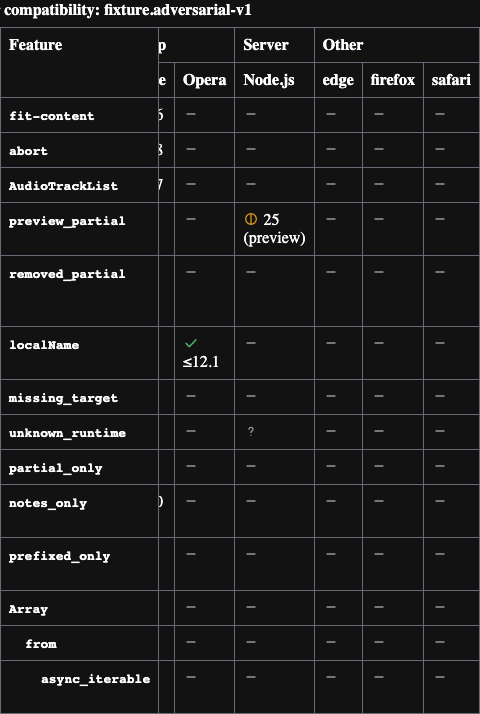 compatibility: fixture.adversarial-v1
Feature Server Other
Opera Node.js edge firefox safari
fit-content — — — — —
abort — — — — —
AudioTrackList — — — — —
preview_partial — 25 — — —
(preview)
removed_partial — — — — —
localName ✓ — — — —
≤12.1
missing_target — — — — —
unknown_runtime — ? — — —
partial_only — — — — —
notes_only — — — — —
prefixed_only — — — — —
Array — — — — —
from — — — — —
async_iterable — — — — —